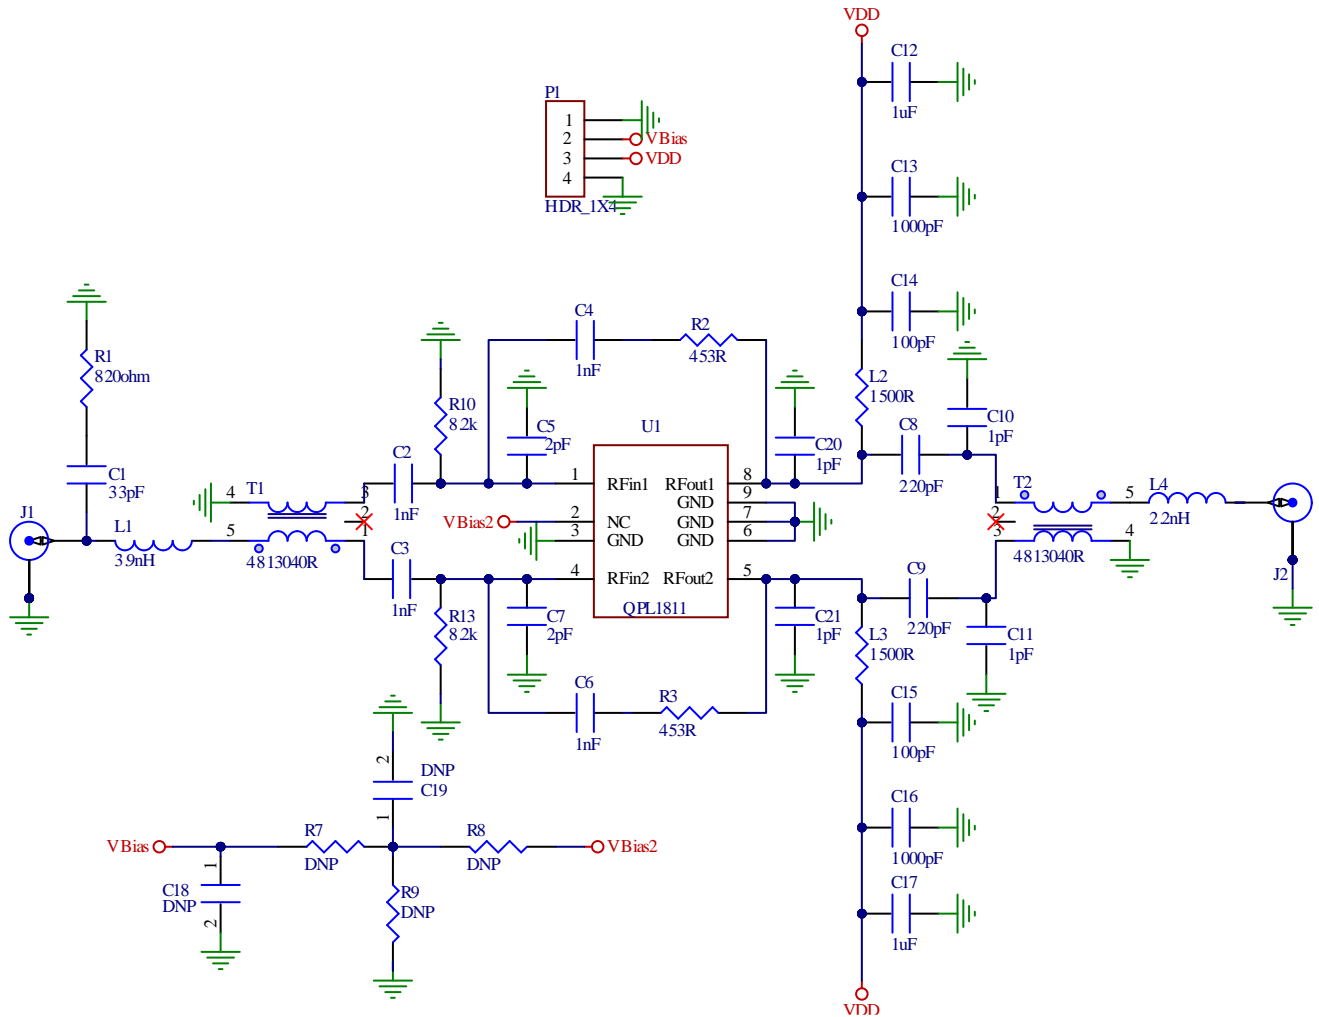 VDD
C12
1uF
P1
1
2
3
4
VBias
VDD
HDR_1X4
C13
1000pF
C14
100pF
R1
820ohm
C1
33pF
J1
L1
3.9nH
4
T1
3
2
1
5
4813040R
C2
1nF
C3
1nF
R10
8.2k
R13
8.2k
C4
1nF
R2
453R
C5
2pF
U1
1
RFin1
2
NC
3
GND
4
RFin2
RFout1
8
GND
9
GND
7
GND
6
RFout2
5
QPL1811
VBias2
C7
2pF
C6
1nF
R3
453R
C20
1pF
C21
1pF
L2
1500R
C8
220pF
C10
1pF
1
T2
5
2
3
4
4813040R
L4
2.2nH
J2
C9
220pF
C11
1pF
L3
1500R
C15
100pF
C16
1000pF
C17
1uF
VDD
2
DNP
C19
1
VBias
R7
DNP
R8
DNP
VBias2
1
C18
DNP
2
R9
DNP